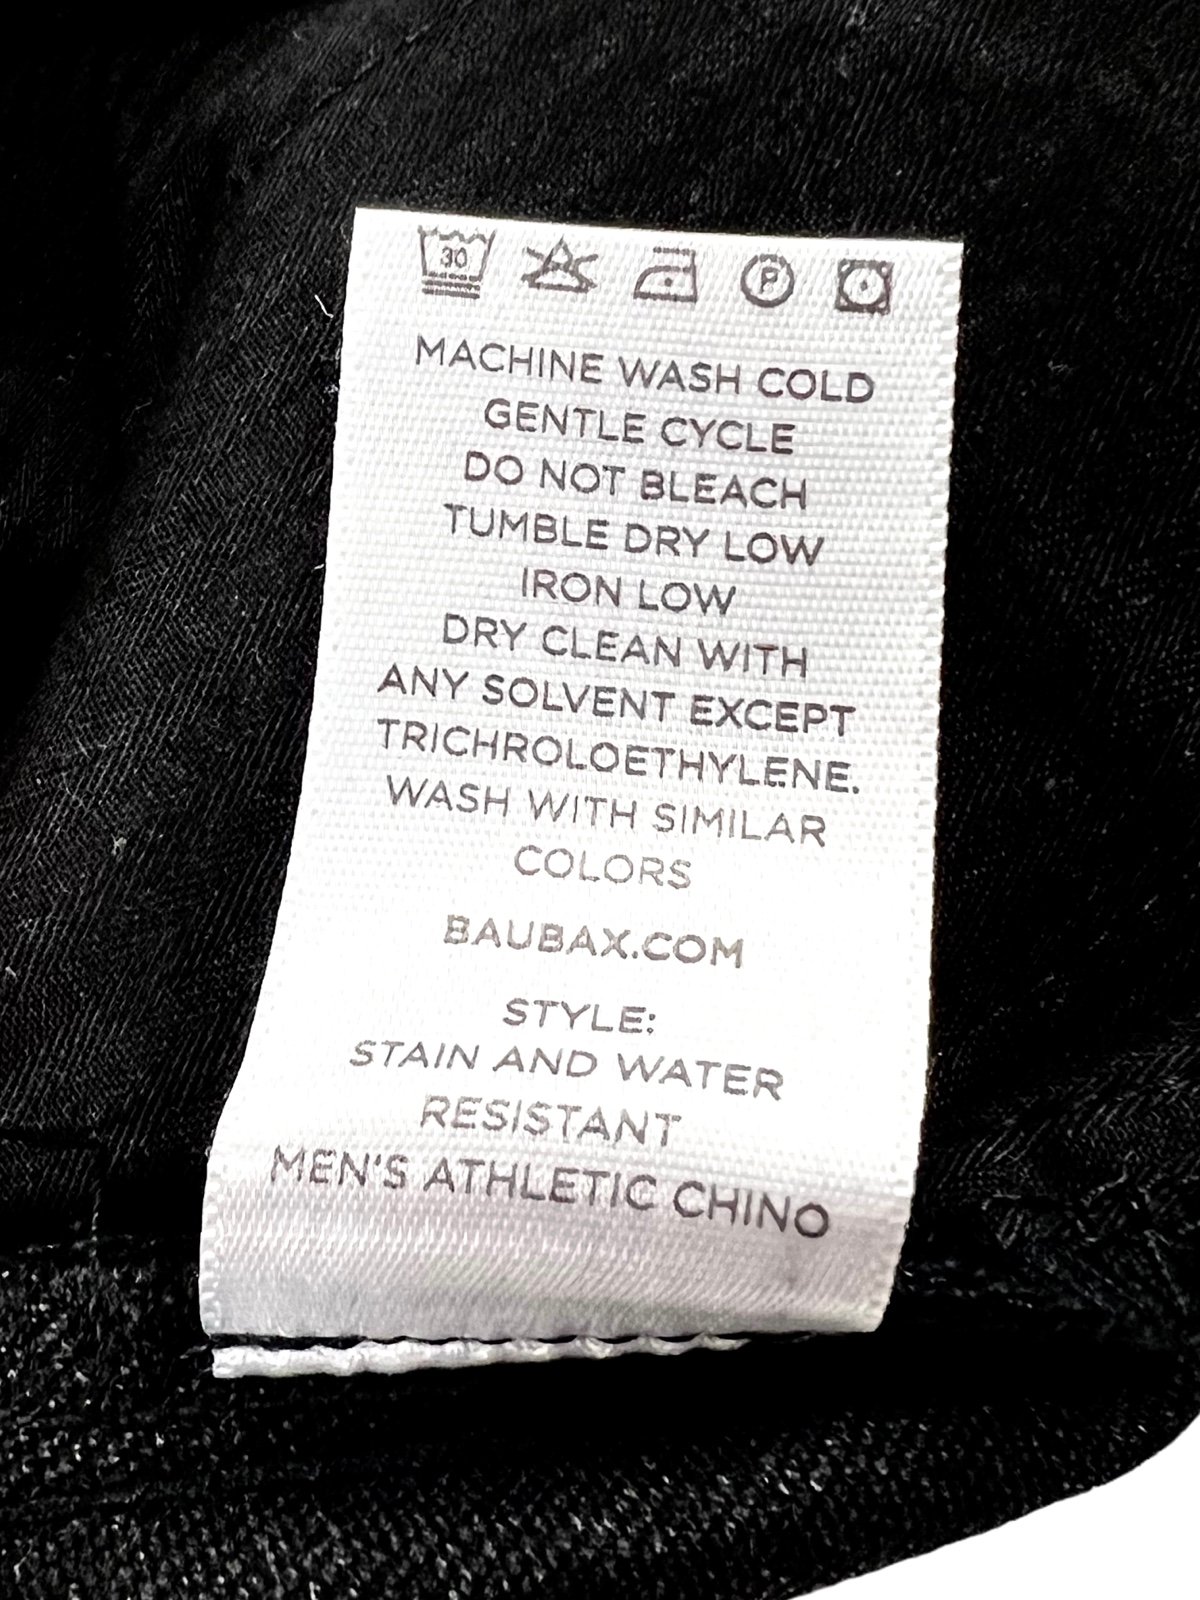 30 P
MACHINE WASH COLD
GENTLE CYCLE
DO NOT BLEACH
TUMBLE DRY LOW
IRON LOW
DRY CLEAN WITH
ANY SOLVENT EXCEPT
TRICHROLOETHYLENE.
WASH WITH SIMILAR
COLORS
BAUBAX.COM
STYLE:
STAIN AND WATER
RESISTANT
MEN'S ATHLETIC CHINO